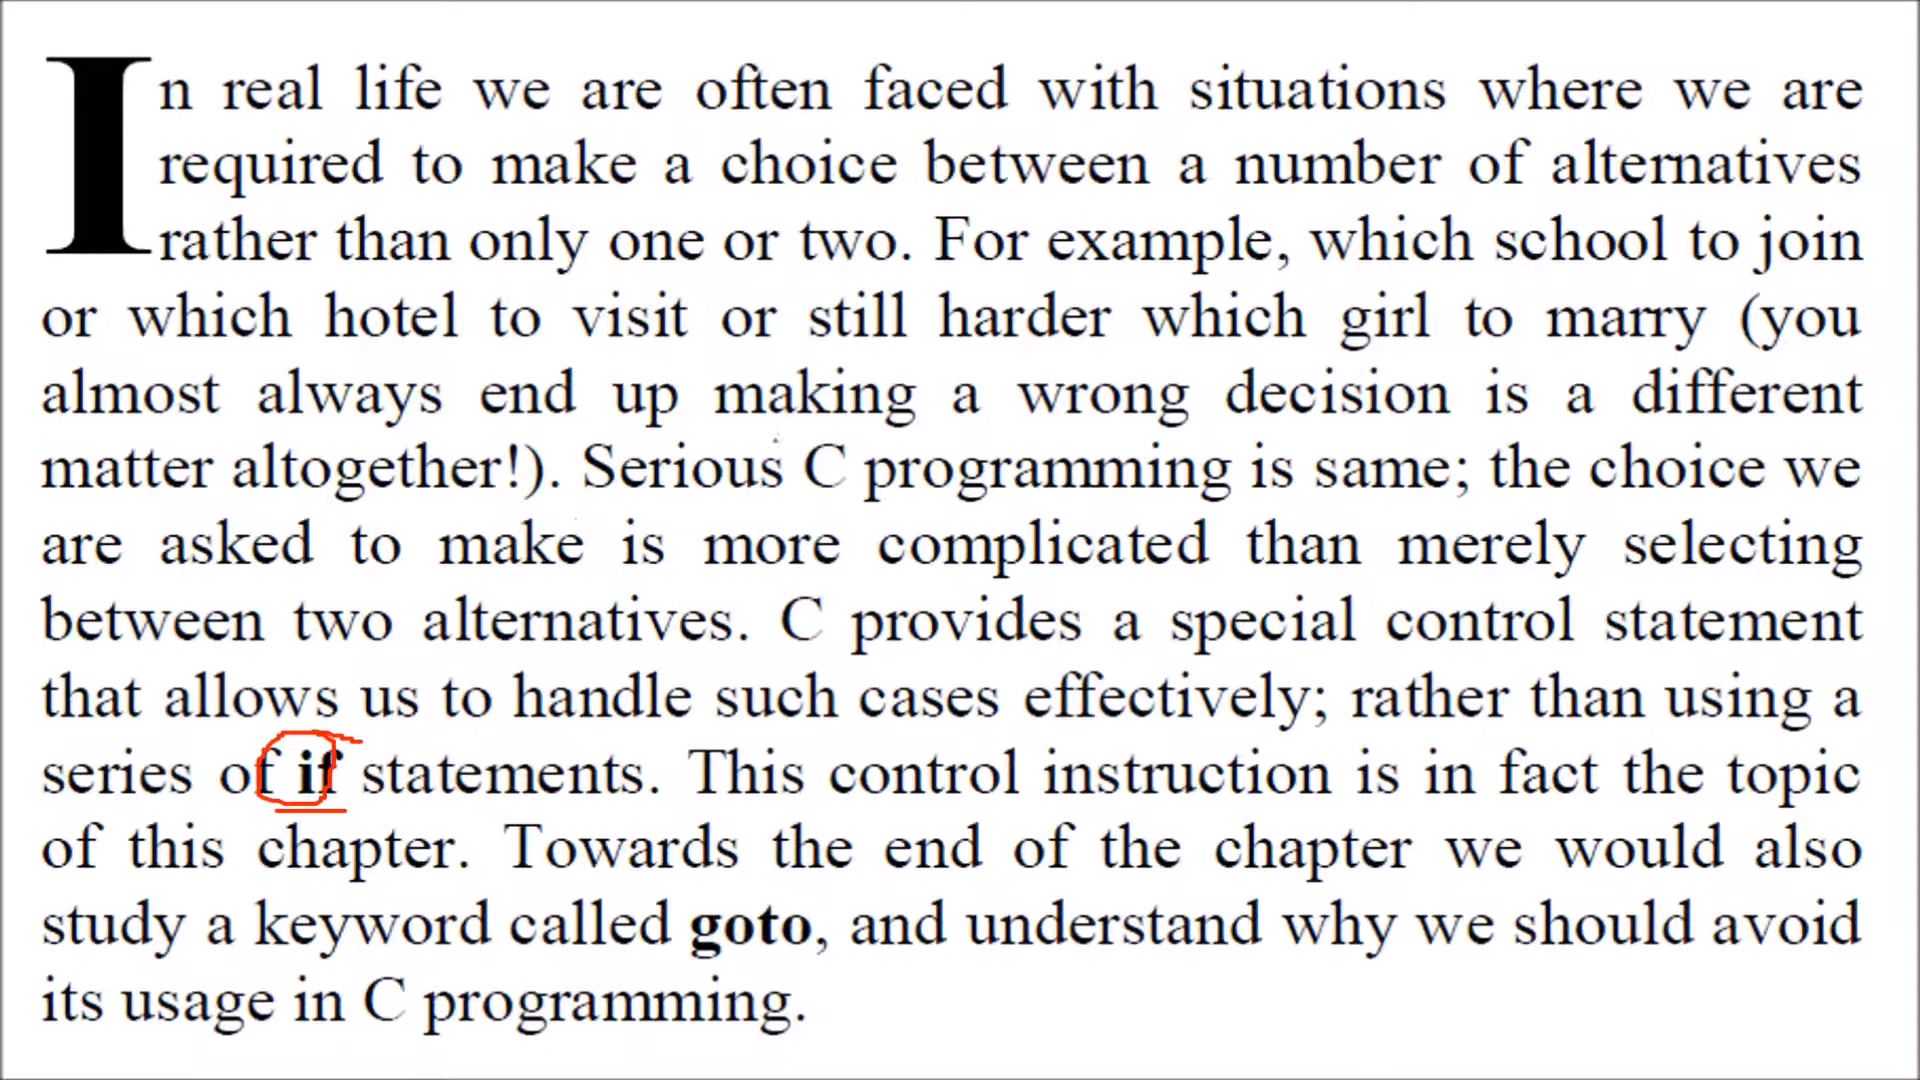 In real life we are often faced with situations where we are
required to make a choice between a number of alternatives
rather than only one or two. For example, which school to join
or which hotel to visit or still harder which girl to marry (you
almost always end up making a wrong decision is a different
matter altogether!). Serious C programming is same; the choice we
are asked to make is more complicated than merely selecting
between two alternatives. C provides a special control statement
that allows us to handle such cases effectively; rather than using a
series of if statements. This control instruction is in fact the topic
of this chapter. Towards the end of the chapter we would also
study a keyword called goto, and understand why we should avoid
its usage in C programming.